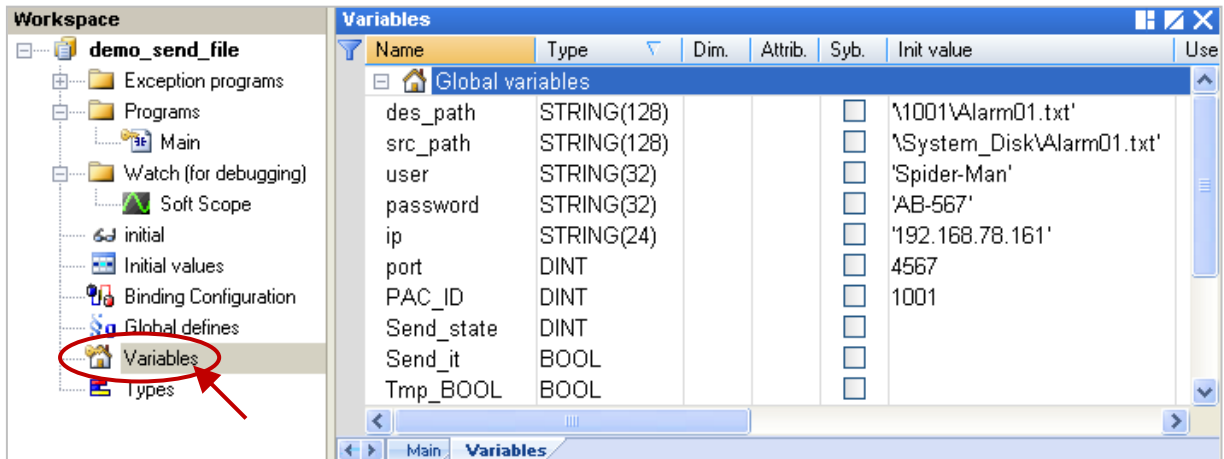 Workspace
demo_send_file
Exception programs
Programs
Main
Watch (for debugging)
Soft Scope
initial
Initial values
Binding Configuration
Global defines
Variables
Types
Variables
Name Type Dim. Attrib. Syb. Init value Use
Global variables
des_path STRING(128) '\1001\Alarm01.txt'
src_path STRING(128) '\System_Disk\Alarm01.txt'
user STRING(32) 'Spider-Man'
password STRING(32) 'AB-567'
ip STRING(24) '192.168.78.161'
port DINT 4567
PAC_ID DINT 1001
Send_state DINT
Send_it BOOL
Tmp_BOOL BOOL
Main Variables